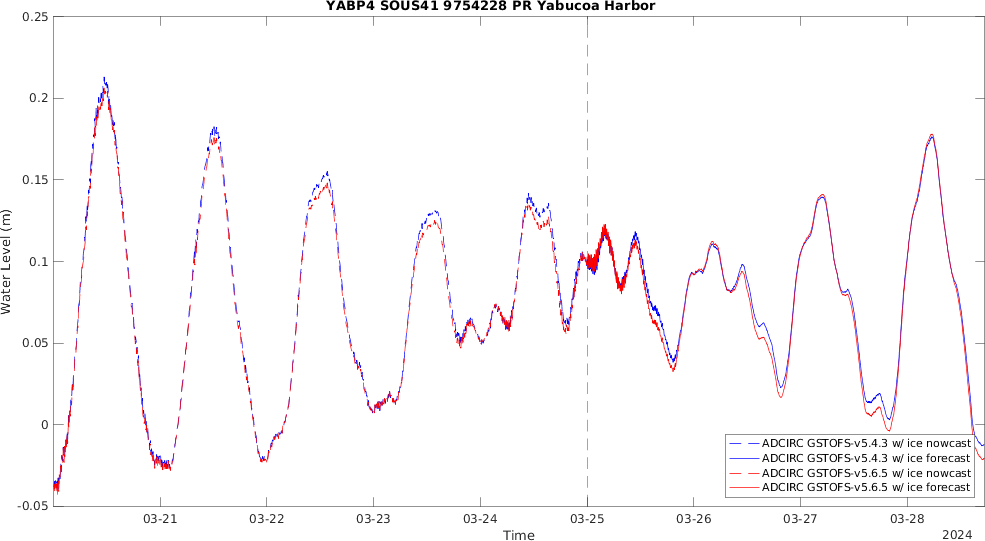 YABP4 SOUS41 9754228 PR Yabucoa Harbor
0.25
0.2
0.15
0.1
0.05
0
-0.05
Water Level (m)
03-21
03-22
03-23
03-24
03-25
03-26
03-27
03-28
Time
2024
ADCIRC GSTOFS-v5.4.3 w/ ice nowcast
ADCIRC GSTOFS-v5.4.3 w/ ice forecast
ADCIRC GSTOFS-v5.6.5 w/ ice nowcast
ADCIRC GSTOFS-v5.6.5 w/ ice forecast